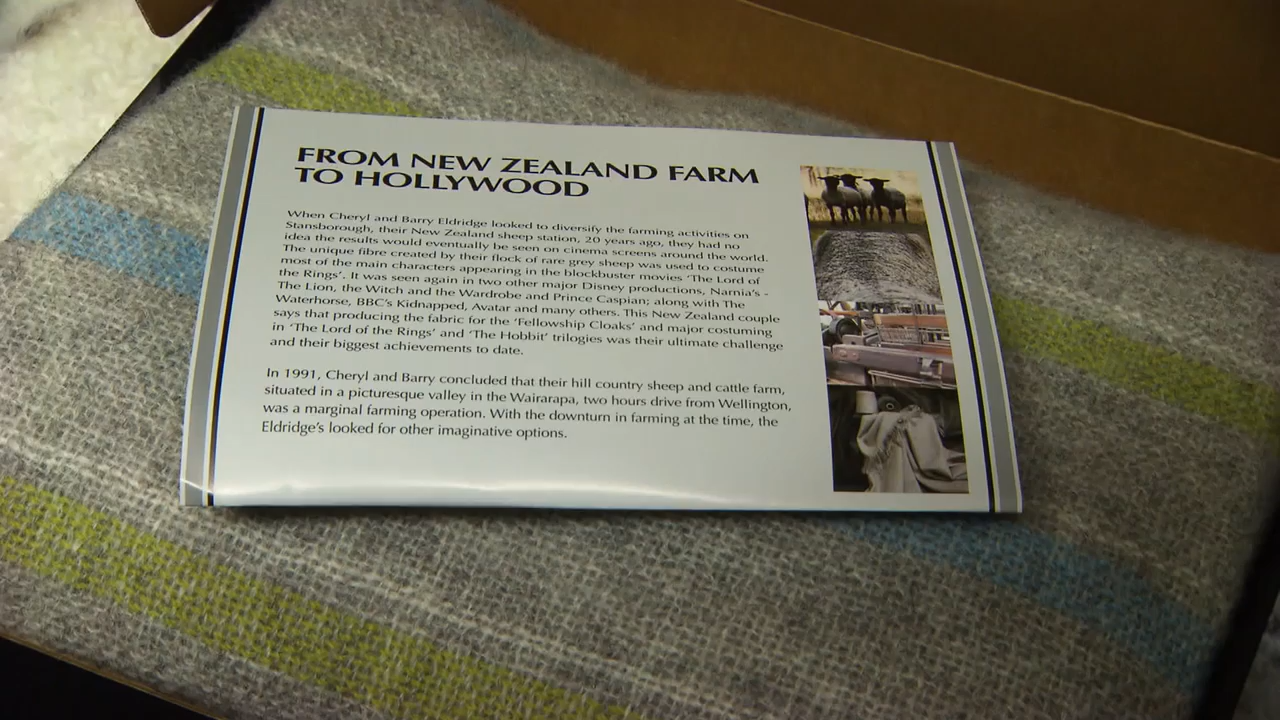 FROM NEW ZEALAND FARM
TO HOLLYWOOD
When Cheryl and Barry Eldridge looked to diversify the farming activities on
Stansborough, their New Zealand sheep station, 20 years ago, they had no
idea the results would eventually be seen on cinema screens around the world.
The unique fibre created by their flock of rare grey sheep was used to costume
most of the main characters appearing in the blockbuster movies 'The Lord of
the Rings'. It was seen again in two other major Disney productions, Narnia's -
The Lion, the Witch and the Wardrobe and Prince Caspian; along with The
Waterhorse, BBC's Kidnapped, Avatar and many others. This New Zealand couple
says that producing the fabric for the 'Fellowship Cloaks' and major costuming
in 'The Lord of the Rings' and 'The Hobbit' trilogies was their ultimate challenge
and their biggest achievements to date.
In 1991, Cheryl and Barry concluded that their hill country sheep and cattle farm,
situated in a picturesque valley in the Wairarapa, two hours drive from Wellington,
was a marginal farming operation. With the downturn in farming at the time, the
Eldridge's looked for other imaginative options.